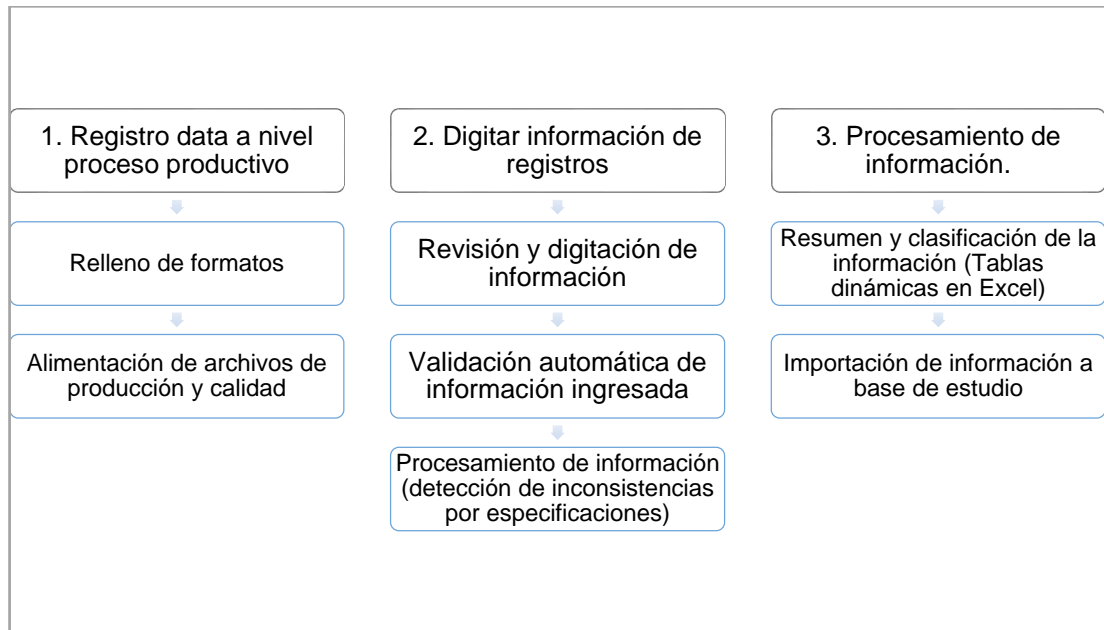 1. Registro data a nivel
proceso productivo
Relleno de formatos
Alimentación de archivos de
producción y calidad
2. Digitar información de
registros
Revisión y digitación de
información
Validación automática de
información ingresada
Procesamiento de información
(detección de inconsistencias
por especificaciones)
3. Procesamiento de
información.
Resumen y clasificación de la
información (Tablas
dinámicas en Excel)
Importación de información a
base de estudio